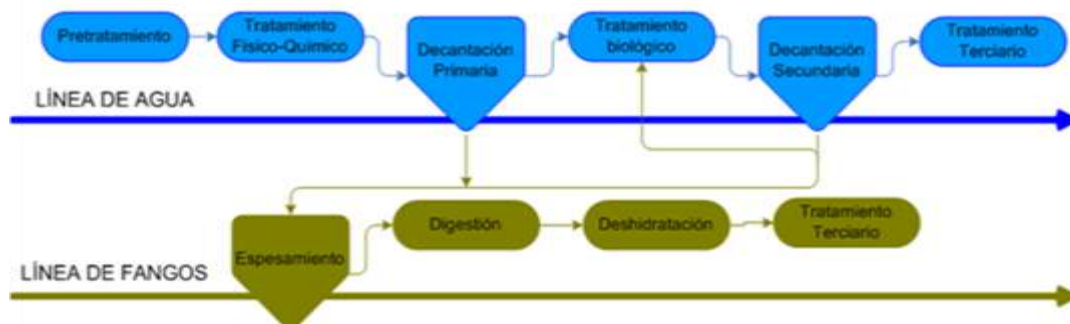 Pretratamiento
Tratamiento
Físico-Químico
Decantación
Primaria
Tratamiento
biológico
Decantación
Secundaria
Tratamiento
Terciario
LÍNEA DE AGUA
Espesamiento
Digestión
Deshidratación
Tratamiento
Terciario
LÍNEA DE FANGOS